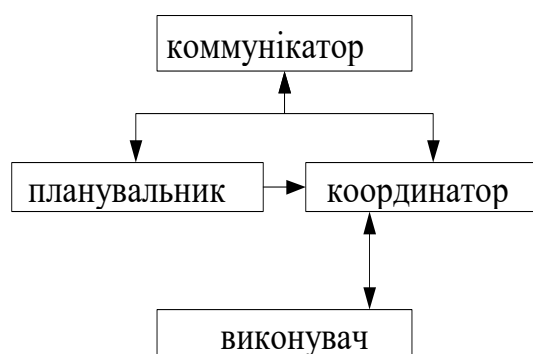 коммунікатор
планувальник
координатор
виконувач